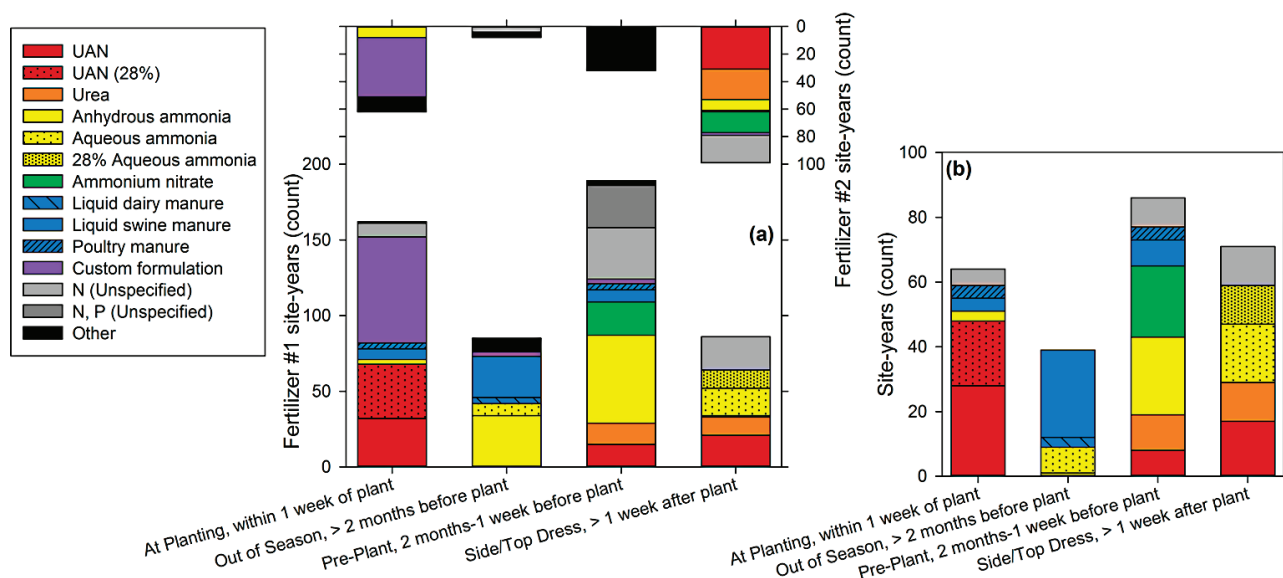 UAN
UAN (28%)
Urea
Anhydrous ammonia
Aqueous ammonia
28% Aqueous ammonia
Ammonium nitrate
Liquid dairy manure
Liquid swine manure
Poultry manure
Custom formulation
N (Unspecified)
N, P (Unspecified)
Other
Fertilizer #1 site-years (count)
200
150
100
50
0
0
20
40
60
80
100
Fertilizer #2 site-years (count)
(a)
At Planting, within 1 week of plant
Out of Season, > 2 months before plant
Pre-Plant, 2 months-1 week before plant
Side/Top Dress, > 1 week after plant
(b)
Site-years (count)
100
80
60
40
20
0
At Planting, within 1 week of plant
Out of Season, > 2 months before plant
Pre-Plant, 2 months-1 week before plant
Side/Top Dress, > 1 week after plant